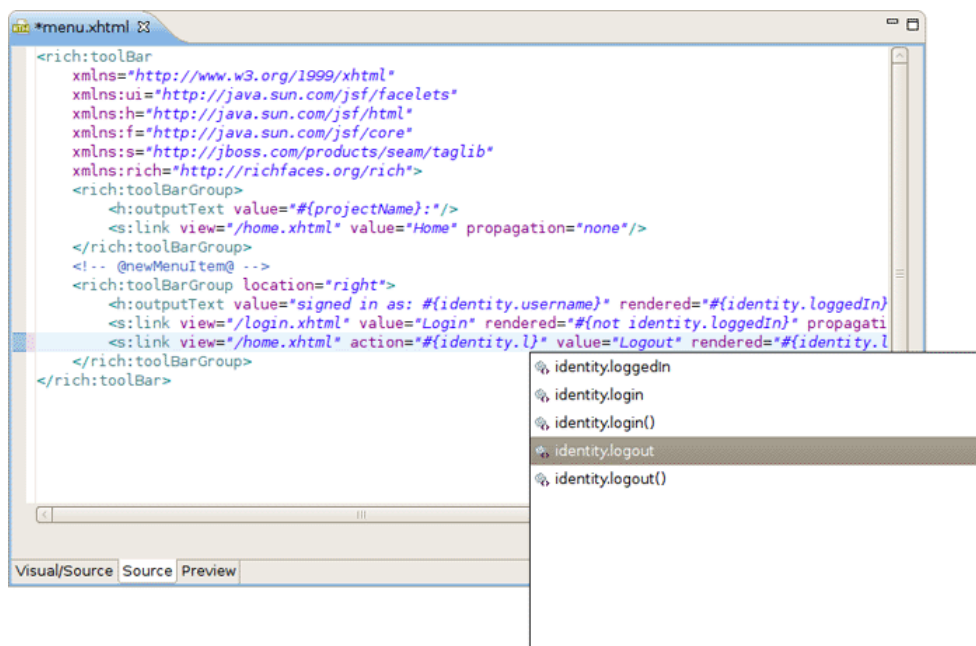 *menu.xhtml
<rich:toolBar
xmlns="http://www.w3.org/1999/xhtml"
xmlns:ui="http://java.sun.com/jsf/facelets"
xmlns:h="http://java.sun.com/jsf/html"
xmlns:f="http://java.sun.com/jsf/core"
xmlns:s="http://jboss.com/products/seam/taglib"
xmlns:rich="http://richfaces.org/rich">
<rich:toolBarGroup>
<h:outputText value="#{projectName}:"/>
<s:link view="/home.xhtml" value="Home" propagation="none"/>
</rich:toolBarGroup>
<!-- @newMenuItem@ -->
<rich:toolBarGroup location="right">
<h:outputText value="signed in as: #{identity.username}" rendered="#{identity.loggedIn}
<s:link view="/login.xhtml" value="Login" rendered="#{not identity.loggedIn}" propagati
<s:link view="/home.xhtml" action="#{identity.l}" value="Logout" rendered="#{identity.l
</rich:toolBarGroup>
</rich:toolBar>
identity.loggedIn
identity.login
identity.login()
identity.logout
identity.logout()
Visual/Source Source Preview